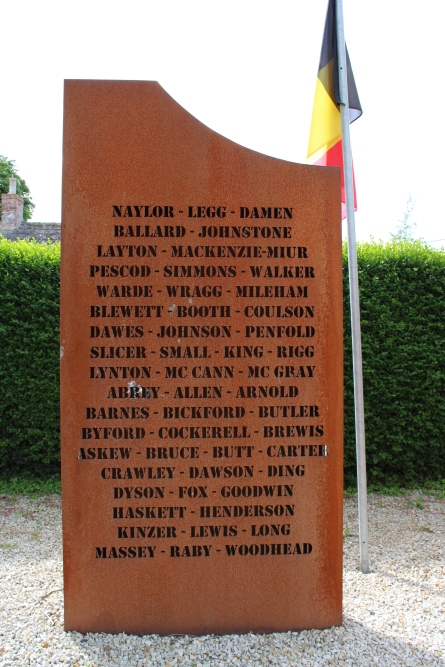 NAYLOR - LEGG - DAMEN
BALLARD - JOHNSTONE
LAYTON - MACKENZIE-MIUR
PESCOD - SIMMONS - WALKER
WARDE - WRAGG - MILEHAM
BLEWETT - BOOTH - COULSON
DAWES - JOHNSON - PENFOLD
SLICER - SMALL - KING - RIGG
LYNTON - MC CANN - MC GRAY
ABREY - ALLEN - ARNOLD
BARNES - BICKFORD - BUTLER
BYFORD - COCKERELL - BREWIS
ASKEW - BRUCE - BUTT - CARTER
CRAWLEY - DAWSON - DING
DYSON - FOX - GOODWIN
HASKETT - HENDERSON
KINZER - LEWIS - LONG
MASSEY - RABY - WOODHEAD